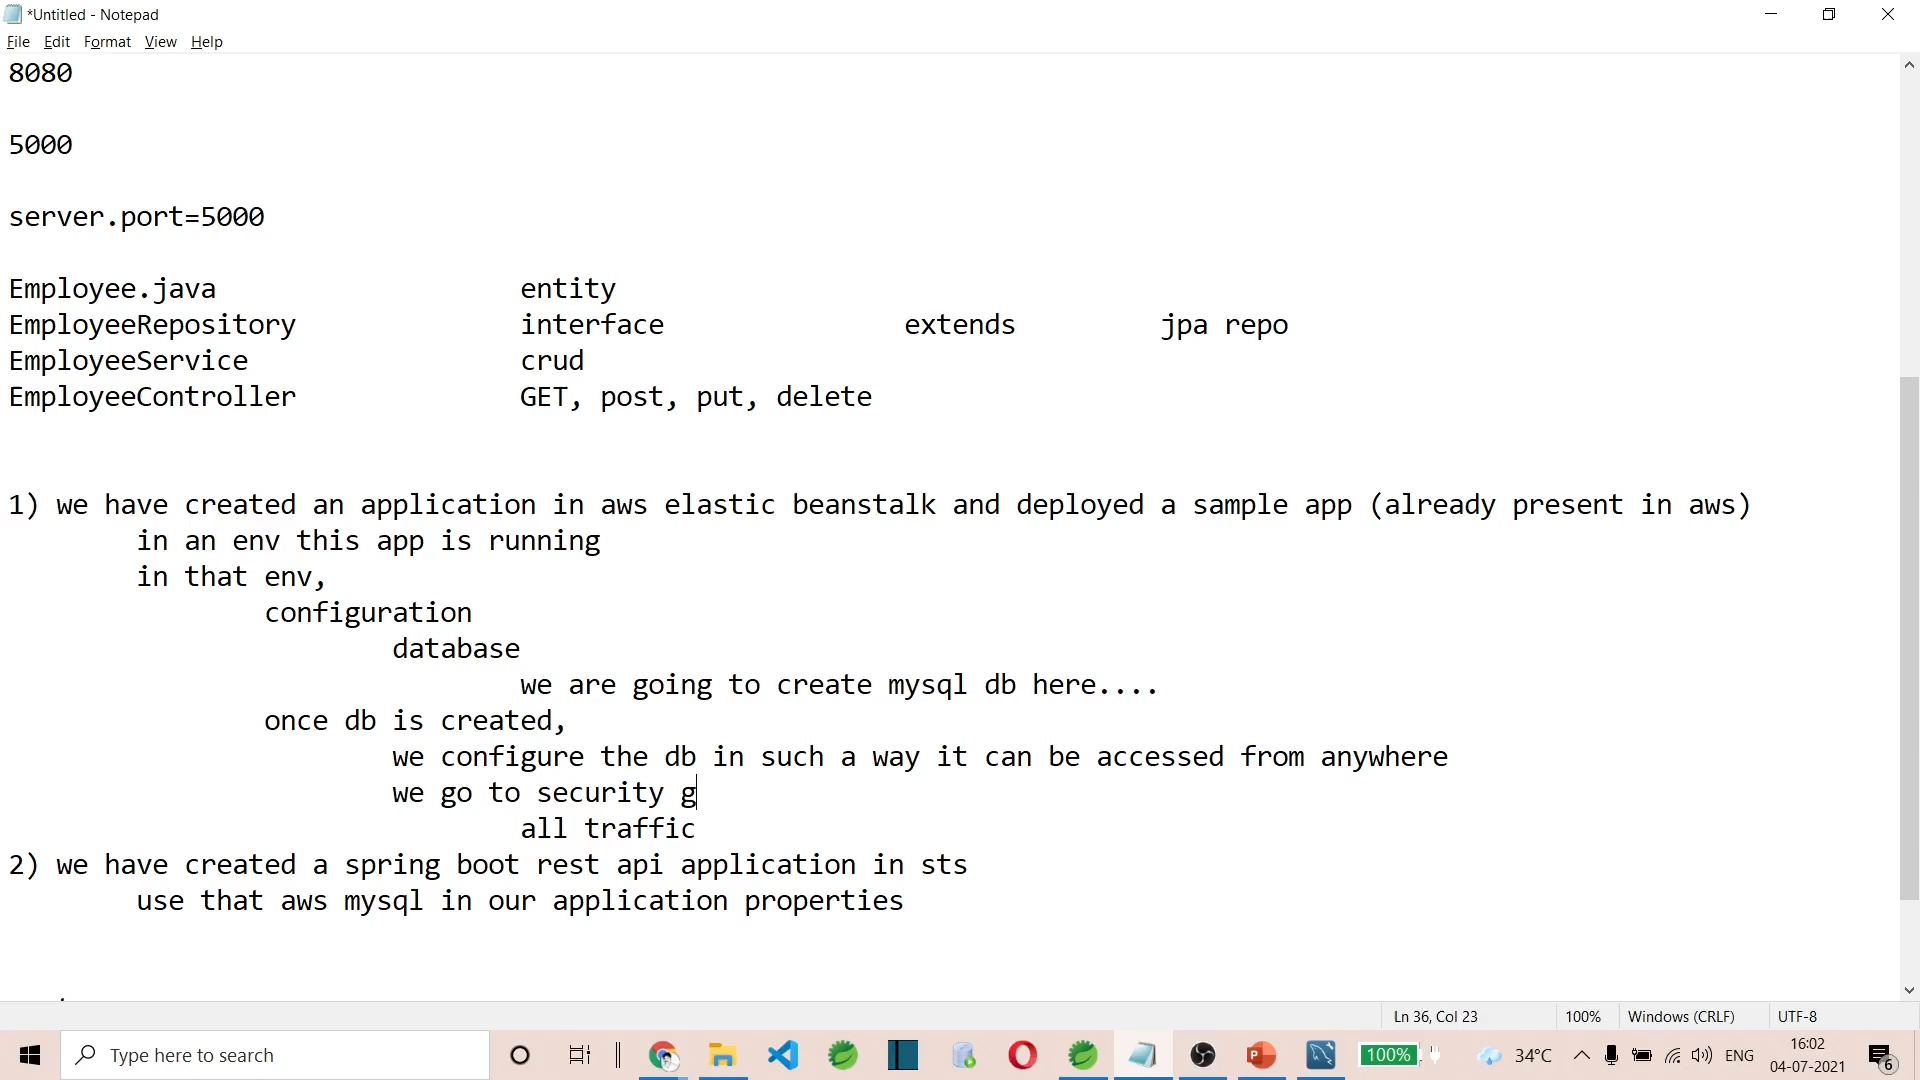 *Untitled - Notepad
File Edit Format View Help
8080
5000
server.port=5000
Employee.java entity
EmployeeRepository interface extends jpa repo
EmployeeService crud
EmployeeController GET, post, put, delete
1) we have created an application in aws elastic beanstalk and deployed a sample app (already present in aws)
in an env this app is running
in that env,
configuration
database
we are going to create mysql db here....
once db is created,
we configure the db in such a way it can be accessed from anywhere
we go to security g
all traffic
2) we have created a spring boot rest api application in sts
use that aws mysql in our application properties
Ln 36, Col 23 100% Windows (CRLF) UTF-8
Type here to search 100% 34°C ENG 16:02
04-07-2021 6